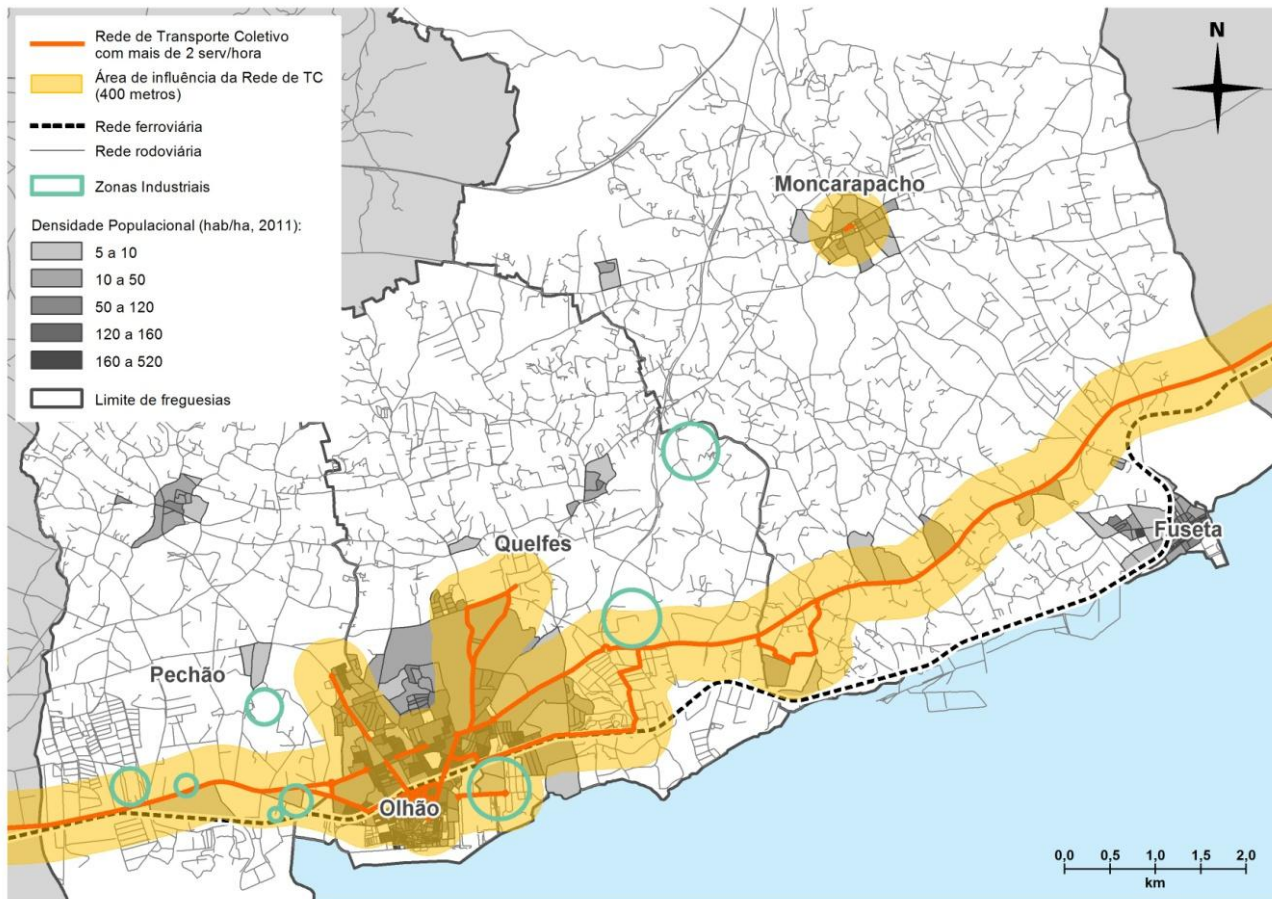 Rede de Transporte Coletivo
com mais de 2 serv/hora
Área de influência da Rede de TC
(400 metros)
Rede ferroviária
Rede rodoviária
Zonas Industriais
Densidade Populacional (hab/ha, 2011):
5 a 10
10 a 50
50 a 120
120 a 160
160 a 520
Limite de freguesias
N
Moncarapacho
Quelfes
Fuseta
Pechão
Olhão
0,0 0,5 1,0 1,5 2,0
km